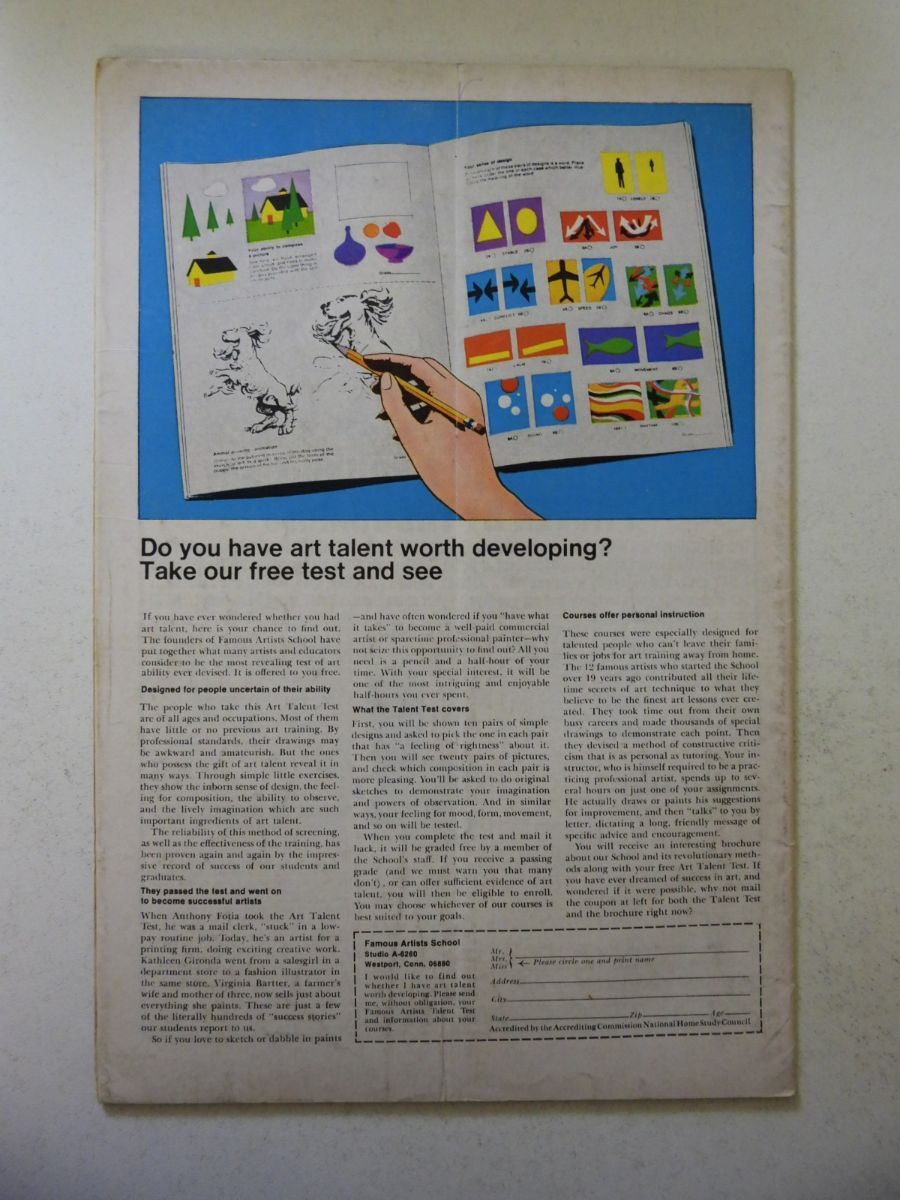 Your sense of design
LONELY
STABLE
JOY
CONFLICT
SPEED
CHAOS
MOVEMENT
Your ability to compose
a picture
Do you have art talent worth developing?
Take our free test and see
If you have ever wondered whether you had
art talent, here is your chance to find out.
The founders of Famous Artists School have
put together what many artists and educators
consider to be the most revealing test of art
ability ever devised. It is offered to you free.
Designed for people uncertain of their ability
The people who take this Art Talent Test
are of all ages and occupations. Most of them
have little or no previous art training. By
professional standards, their drawings may
be awkward and amateurish. But the ones
who possess the gift of art talent reveal it in
many ways. Through simple little exercises,
they show the inborn sense of design, the feel-
ing for composition, the ability to observe,
and the lively imagination which are such
important ingredients of art talent.
The reliability of this method of screening,
as well as the effectiveness of the training, has
been proven again and again by the impres-
sive record of success of our students and
graduates.
They passed the test and went on
to become successful artists
When Anthony Fotia took the Art Talent
Test, he was a mail clerk, "stuck" in a low-
pay routine job. Today, he's an artist for a
printing firm, doing exciting creative work.
Kathleen Gironda went from a salesgirl in a
department store to a fashion illustrator in
the same store. Virginia Bartter, a farmer's
wife and mother of three, now sells just about
everything she paints. These are just a few
of the literally hundreds of "success stories"
our students report to us.
So if you love to sketch or dabble in paints
—and have often wondered if you "have what
it takes" to become a well-paid commercial
artist or sparetime professional painter—why
not seize this opportunity to find out? All you
need is a pencil and a half-hour of your
time. With your special interest, it will be
one of the most intriguing and enjoyable
half-hours you ever spent.
What the Talent Test covers
First, you will be shown ten pairs of simple
designs and asked to pick the one in each pair
that has "a feeling of rightness" about it.
Then you will see twenty pairs of pictures,
and check which composition in each pair is
more pleasing. You'll be asked to do original
sketches to demonstrate your imagination
and powers of observation. And in similar
ways, your feeling for mood, form, movement,
and so on will be tested.
When you complete the test and mail it
back, it will be graded free by a member of
the School's staff. If you receive a passing
grade (and we must warn you that many
don't), or can offer sufficient evidence of art
talent, you will then be eligible to enroll.
You may choose whichever of our courses is
best suited to your goals.
Courses offer personal instruction
These courses were especially designed for
talented people who can't leave their fami-
lies or jobs for art training away from home.
The 12 famous artists who started the School
over 19 years ago contributed all their life-
time secrets of art technique to what they
believe to be the finest art lessons ever cre-
ated. They took time out from their own
busy careers and made thousands of special
drawings to demonstrate each point. Then
they devised a method of constructive criti-
cism that is as personal as tutoring. Your in-
structor, who is himself required to be a prac-
ticing professional artist, spends up to sev-
eral hours on just one of your assignments.
He actually draws or paints his suggestions
for improvement, and then "talks" to you by
letter, dictating a long, friendly message of
specific advice and encouragement.
You will receive an interesting brochure
about our School and its revolutionary meth-
ods along with your free Art Talent Test. If
you have ever dreamed of success in art, and
wondered if it were possible, why not mail
the coupon at left for both the Talent Test
and the brochure right now?
Famous Artists School
Studio A-6260
Westport, Conn. 06880
I would like to find out
whether I have art talent
worth developing. Please send
me, without obligation, your
Famous Artists Talent Test
and information about your
courses.
Mr.
Mrs.
Miss
Please circle one and print name
Address
City
State Zip Age
Accredited by the Accrediting Commission National Home Study Council